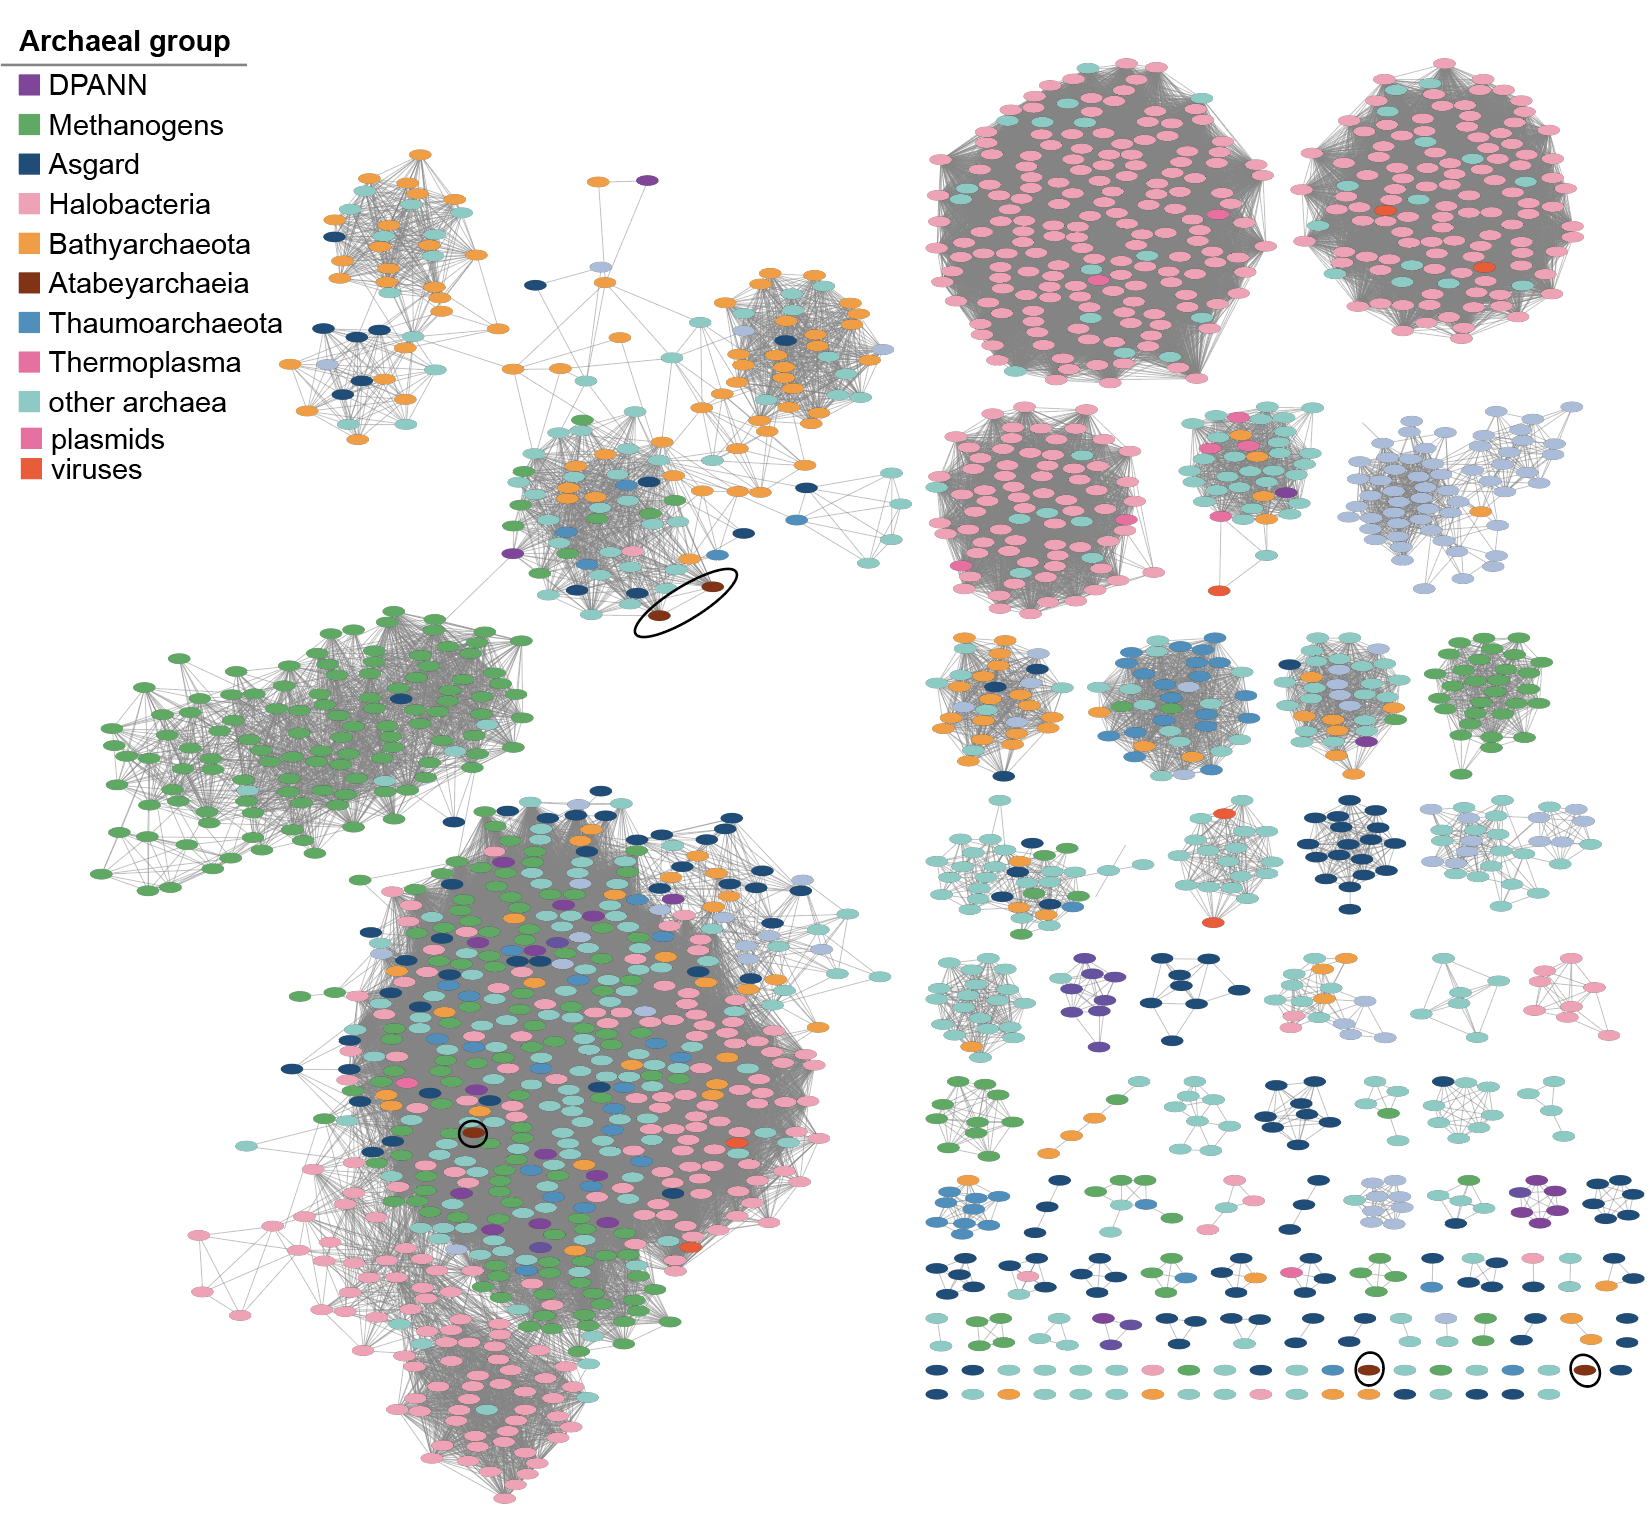 Archaeal group
DPANN
Methanogens
Asgard
Halobacteria
Bathyarchaeota
Atabeyarchaeia
Thaumoarchaeota
Thermoplasma
other archaea
plasmids
viruses